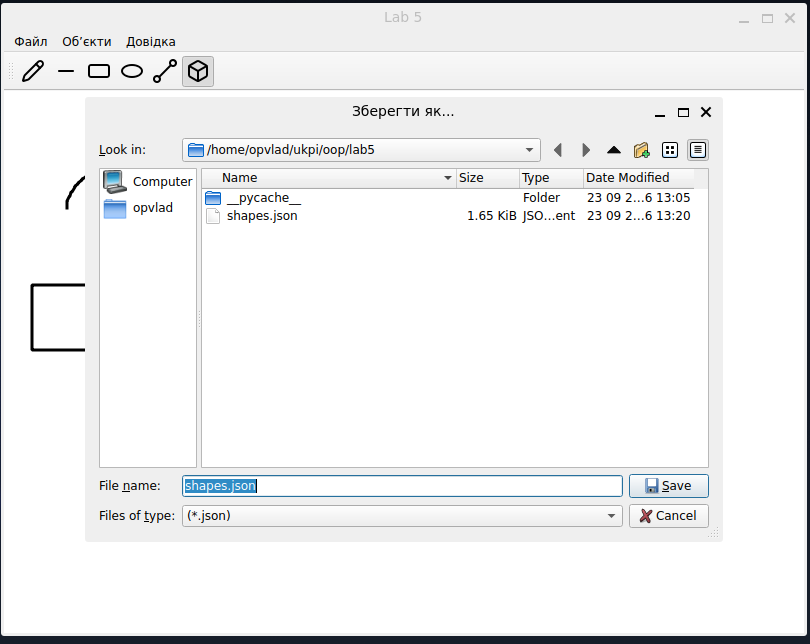 Lab 5
Файл Об’єкти Довідка
Зберегти як...
Look in: /home/opvlad/ukpi/oop/lab5
Computer
opvlad
Name Size Type Date Modified
__pycache__ Folder 23 09 2...6 13:05
shapes.json 1.65 KiB JSO...ent 23 09 2...6 13:20
File name: shapes.json Save
Files of type: (*.json) Cancel